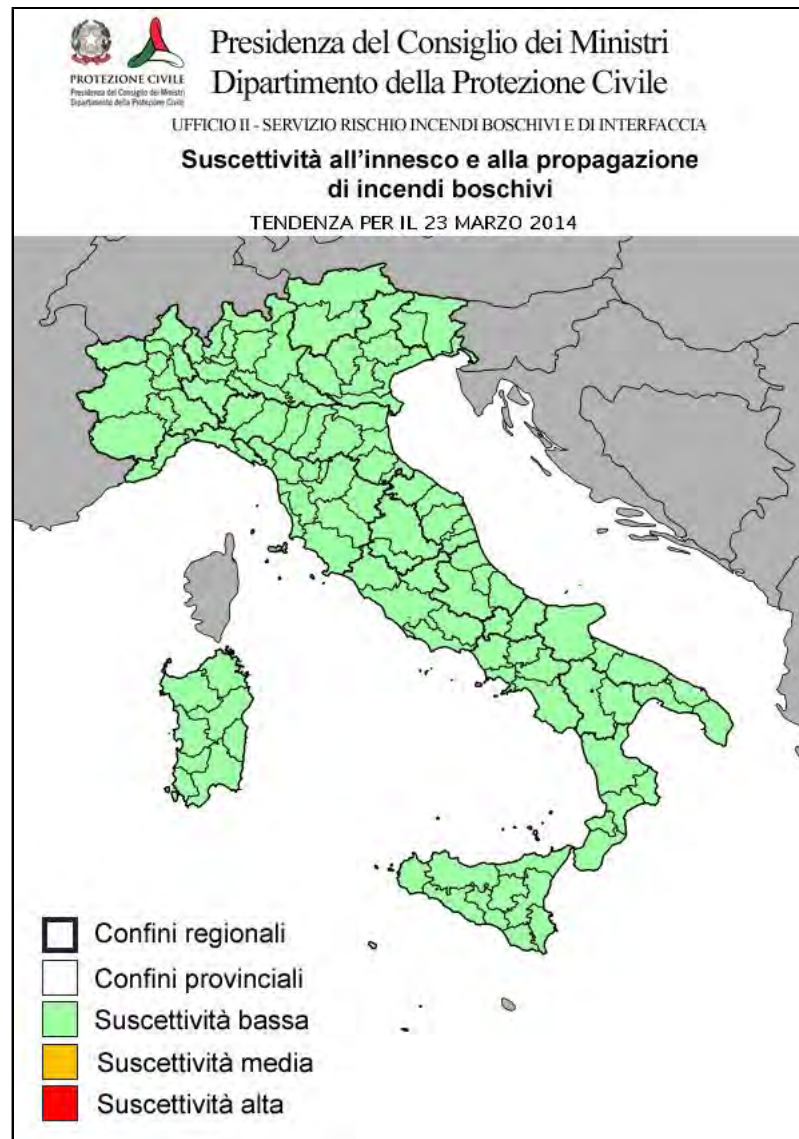 PROTEZIONE CIVILE
Presidenza del Consiglio dei Ministri
Dipartimento della Protezione Civile
Presidenza del Consiglio dei Ministri
Dipartimento della Protezione Civile
UFFICIO II - SERVIZIO RISCHIO INCENDI BOSCHIVI E DI INTERFACCIA
Suscettività all'innesco e alla propagazione
di incendi boschivi
TENDENZA PER IL 23 MARZO 2014
Confini regionali
Confini provinciali
Suscettività bassa
Suscettività media
Suscettività alta